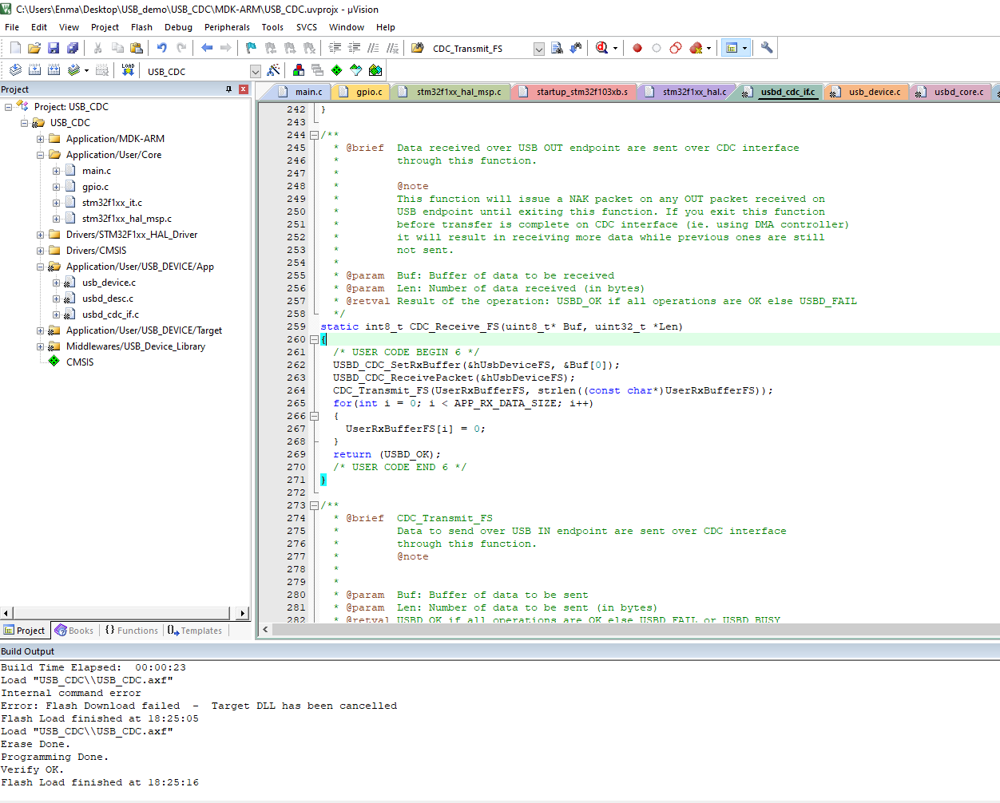 C:\Users\Enma\Desktop\USB_demo\USB_CDC\MDK-ARM\USB_CDC.uvprojx - µVision
File Edit View Project Flash Debug Peripherals Tools SVCS Window Help
CDC_Transmit_FS
LOAD USB_CDC
Project
Project: USB_CDC
USB_CDC
Application/MDK-ARM
Application/User/Core
main.c
gpio.c
stm32f1xx_it.c
stm32f1xx_hal_msp.c
Drivers/STM32F1xx_HAL_Driver
Drivers/CMSIS
Application/User/USB_DEVICE/App
usb_device.c
usbd_desc.c
usbd_cdc_if.c
Application/User/USB_DEVICE/Target
Middlewares/USB_Device_Library
CMSIS
Project Books {} Functions Templates
main.c gpio.c stm32f1xx_hal_msp.c startup_stm32f103xb.s stm32f1xx_hal.c usbd_cdc_if.c usb_device.c usbd_core.c
242 }
243
244 /**
245 * @brief  Data received over USB OUT endpoint are sent over CDC interface
246 *         through this function.
247 *
248 *         @note
249 *         This function will issue a NAK packet on any OUT packet received on
250 *         USB endpoint until exiting this function. If you exit this function
251 *         before transfer is complete on CDC interface (ie. using DMA controller)
252 *         it will result in receiving more data while previous ones are still
253 *         not sent.
254 *
255 * @param  Buf: Buffer of data to be received
256 * @param  Len: Number of data received (in bytes)
257 * @retval Result of the operation: USBD_OK if all operations are OK else USBD_FAIL
258 */
259 static int8_t CDC_Receive_FS(uint8_t* Buf, uint32_t *Len)
260 {
261 /* USER CODE BEGIN 6 */
262 USBD_CDC_SetRxBuffer(&hUsbDeviceFS, &Buf[0]);
263 USBD_CDC_ReceivePacket(&hUsbDeviceFS);
264 CDC_Transmit_FS(UserRxBufferFS, strlen((const char*)UserRxBufferFS));
265 for(int i = 0; i < APP_RX_DATA_SIZE; i++)
266 {
267 UserRxBufferFS[i] = 0;
268 }
269 return (USBD_OK);
270 /* USER CODE END 6 */
271 }
272
273 /**
274 * @brief  CDC_Transmit_FS
275 *         Data to send over USB IN endpoint are sent over CDC interface
276 *         through this function.
277 *         @note
278 *
279 *
280 * @param  Buf: Buffer of data to be sent
281 * @param  Len: Number of data to be sent (in bytes)
282 * @retval USBD_OK if all operations are OK else USBD_FAIL or USBD_BUSY
Build Output
Build Time Elapsed:  00:00:23
Load "USB_CDC\\USB_CDC.axf"
Internal command error
Error: Flash Download failed  -  Target DLL has been cancelled
Flash Load finished at 18:25:05
Load "USB_CDC\\USB_CDC.axf"
Erase Done.
Programming Done.
Verify OK.
Flash Load finished at 18:25:16